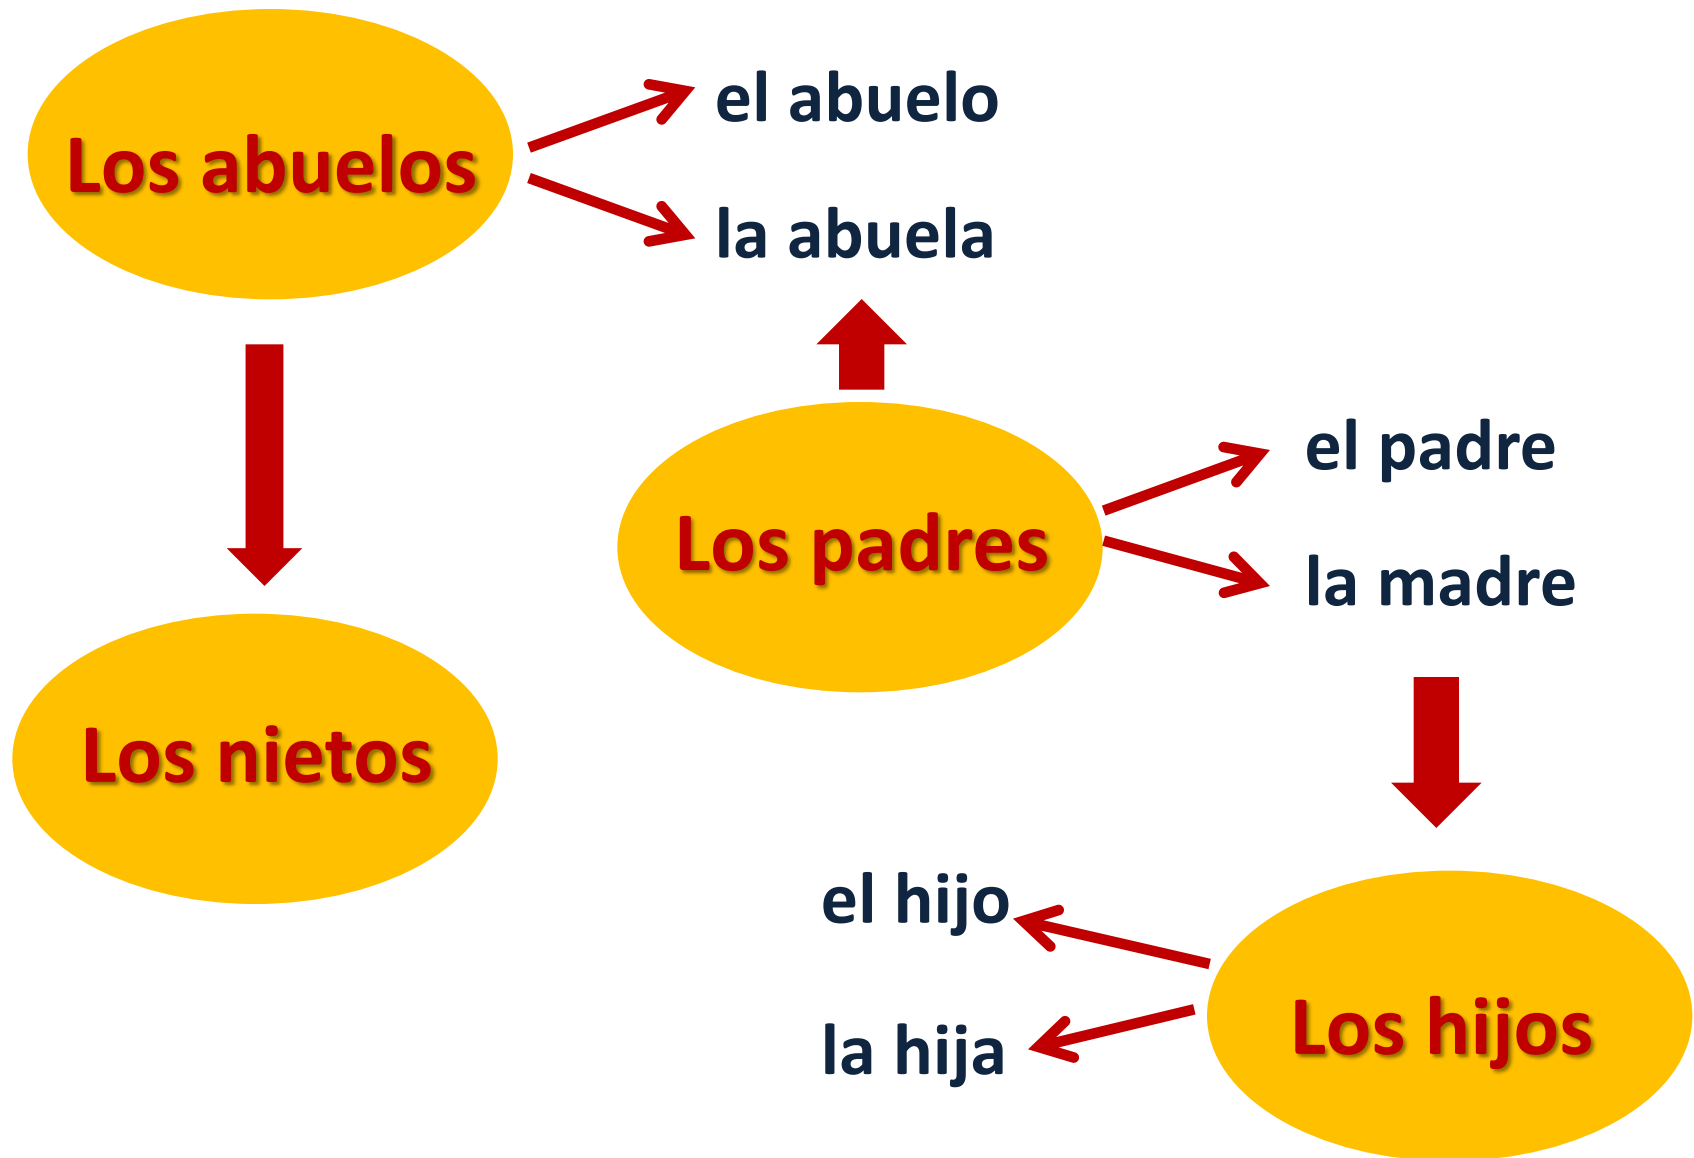 Los abuelos
el abuelo
la abuela
Los padres
el padre
la madre
Los nietos
el hijo
la hija
Los hijos